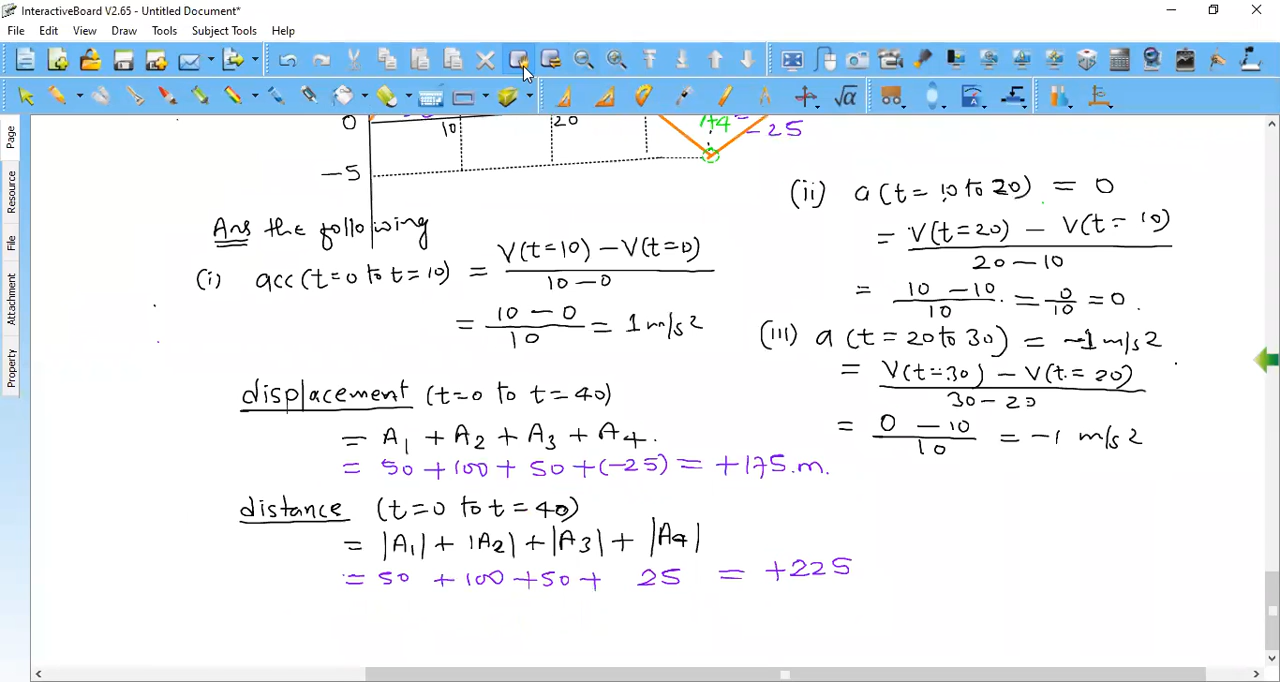 InteractiveBoard V2.65 - Untitled Document*
File Edit View Draw Tools Subject Tools Help
Page
Resource
File
Attachment
Property
0
10
20
-5
A4
=
-25
Ans the following
(i) acc (t=0 to t=10) = V(t=10) - V(t=0) / 10-0
= 10 - 0 / 10 = 1 m/s2
displacement (t=0 to t=40)
= A1 + A2 + A3 + A4.
= 50 + 100 + 50 + (-25) = +175.m.
distance (t=0 to t=40)
= |A1| + |A2| + |A3| + |A4|
= 50 + 100 + 50 + 25 = +225
(ii) a (t = 10 to 20) = 0
= V(t=20) - V(t=10) / 20-10
= 10-10 / 10 = 0/10 = 0.
(iii) a (t = 20 to 30) = -1 m/s2
= V(t=30) - V(t=20) / 30-20
= 0 - 10 / 10 = -1 m/s2